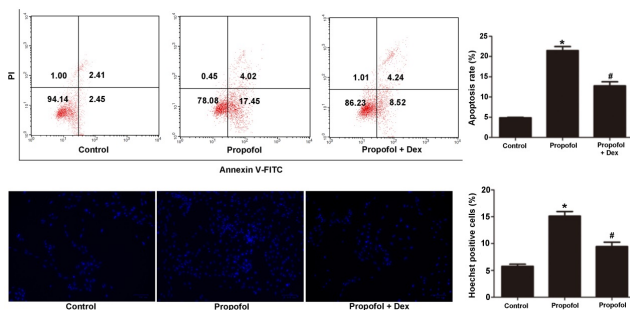 PI
1.00 2.41
94.14 2.45
Control
0.45 4.02
78.08 17.45
Propofol
1.01 4.24
86.23 8.52
Propofol + Dex
Annexin V-FITC
Apoptosis rate (%)
25
20
15
10
5
0
*
#
Control
Propofol
Propofol
+ Dex
Control
Propofol
Propofol + Dex
Hoechst positive cells (%)
20
15
10
5
0
*
#
Control
Propofol
Propofol
+ Dex